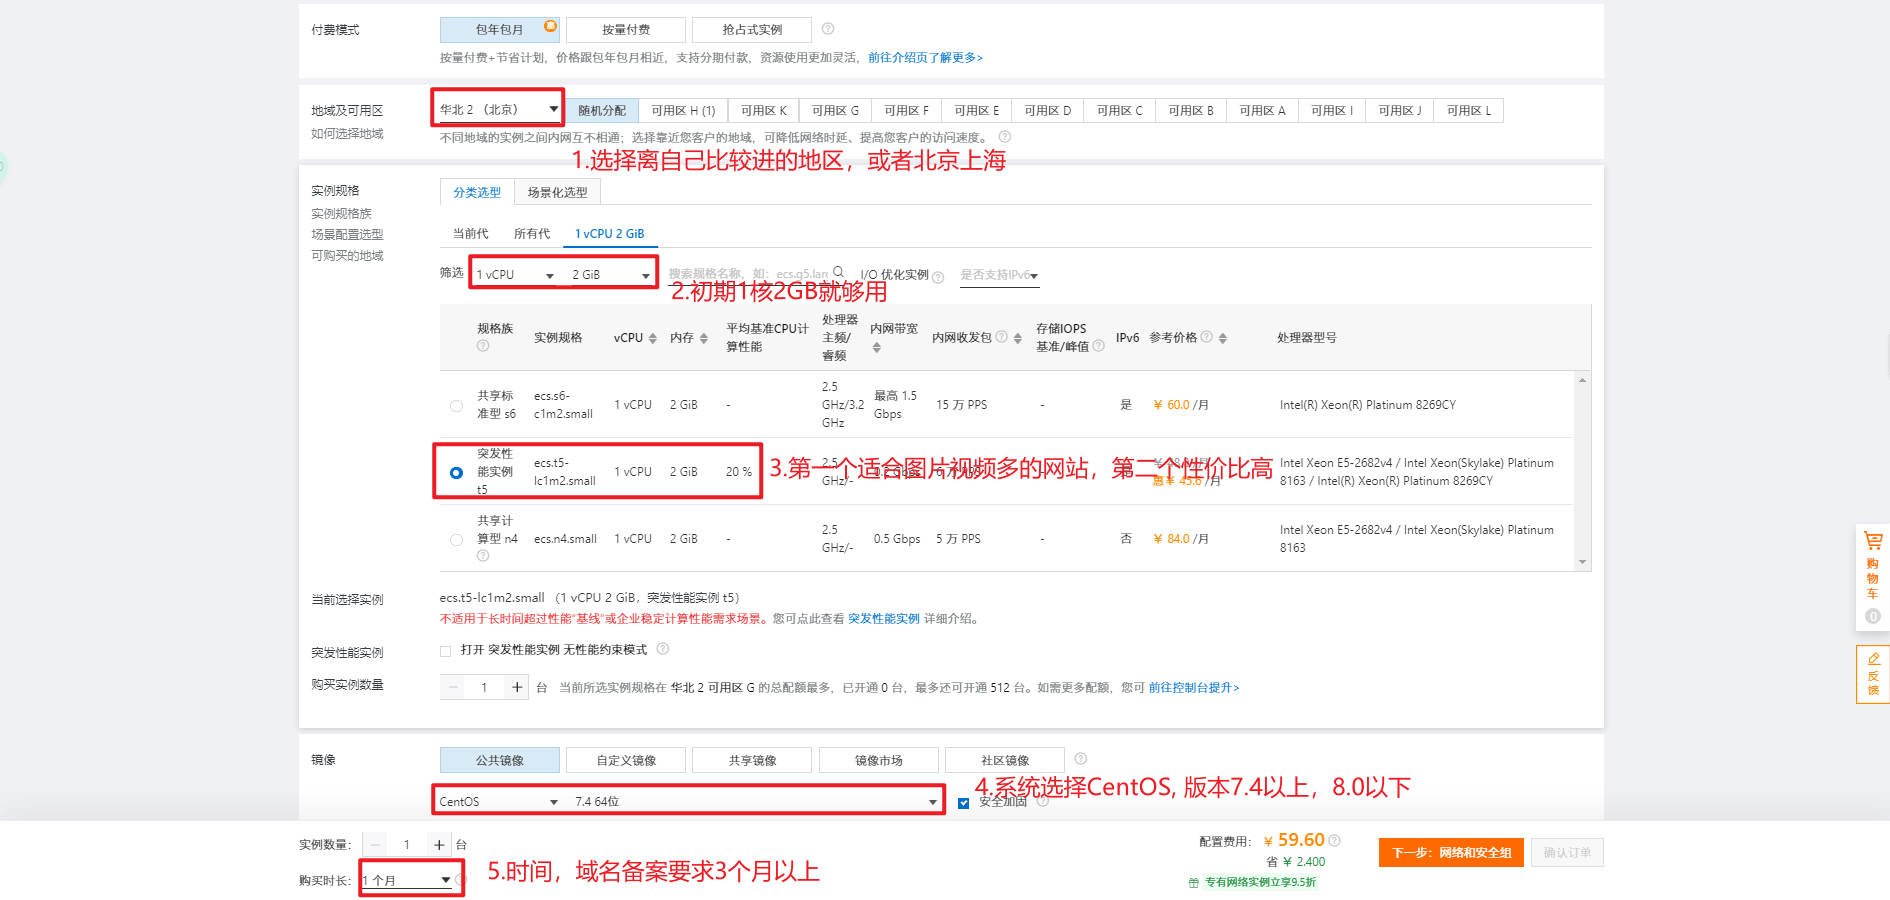 付费模式
包年包月
按量付费
抢占式实例
按量付费+节省计划，价格跟包年包月相近，支持分期付款，资源使用更加灵活，前往介绍页了解更多>
地域及可用区
华北 2 （北京）
随机分配
可用区 H (1)
可用区 K
可用区 G
可用区 F
可用区 E
可用区 D
可用区 C
可用区 B
可用区 A
可用区 I
可用区 J
可用区 L
如何选择地域
不同地域的实例之间内网互不相通；选择靠近您客户的地域，可降低网络时延、提高您客户的访问速度。
1.选择离自己比较进的地区，或者北京上海
实例规格
分类选型
场景化选型
实例规格族
场景配置选型
可购买的地域
当前代
所有代
1 vCPU 2 GiB
筛选
1 vCPU
2 GiB
搜索规格名称，如：ecs.g5.lar
I/O 优化实例
是否支持IPv6
2.初期1核2GB就够用
规格族
实例规格
vCPU
内存
平均基准CPU计算性能
处理器主频/睿频
内网带宽
内网收发包
存储IOPS 基准/峰值
IPv6
参考价格
处理器型号
共享标准型 s6
ecs.s6-c1m2.small
1 vCPU
2 GiB
-
2.5 GHz/3.2 GHz
最高 1.5 Gbps
15 万 PPS
-
是
¥ 60.0 /月
Intel(R) Xeon(R) Platinum 8269CY
突发性能实例 t5
ecs.t5-lc1m2.small
1 vCPU
2 GiB
20 %
3.第一个适合图片视频多的网站，第二个性价比高
2.5 GHz/-
Intel Xeon E5-2682v4 / Intel Xeon(Skylake) Platinum 8163 / Intel(R) Xeon(R) Platinum 8269CY
共享计算型 n4
ecs.n4.small
1 vCPU
2 GiB
-
2.5 GHz/-
0.5 Gbps
5 万 PPS
-
否
¥ 84.0 /月
Intel Xeon E5-2682v4 / Intel Xeon(Skylake) Platinum 8163
当前选择实例
ecs.t5-lc1m2.small （1 vCPU 2 GiB，突发性能实例 t5）
不适用于长时间超过性能“基线”或企业稳定计算性能需求场景。您可点此查看 突发性能实例 详细介绍。
突发性能实例
打开 突发性能实例 无性能约束模式
购买实例数量
1
台
当前所选实例规格在 华北 2 可用区 G 的总配额最多，已开通 0 台，最多还可开通 512 台。如需更多配额，您可 前往控制台提升>
镜像
公共镜像
自定义镜像
共享镜像
镜像市场
社区镜像
4.系统选择CentOS, 版本7.4以上，8.0以下
CentOS
7.4 64位
安全加固
实例数量：
1
台
购买时长：
1 个月
5.时间，域名备案要求3个月以上
配置费用：
¥ 59.60
省 ¥ 2.400
专有网络实例立享9.5折
下一步：网络和安全组
确认订单
购物车
0
反馈